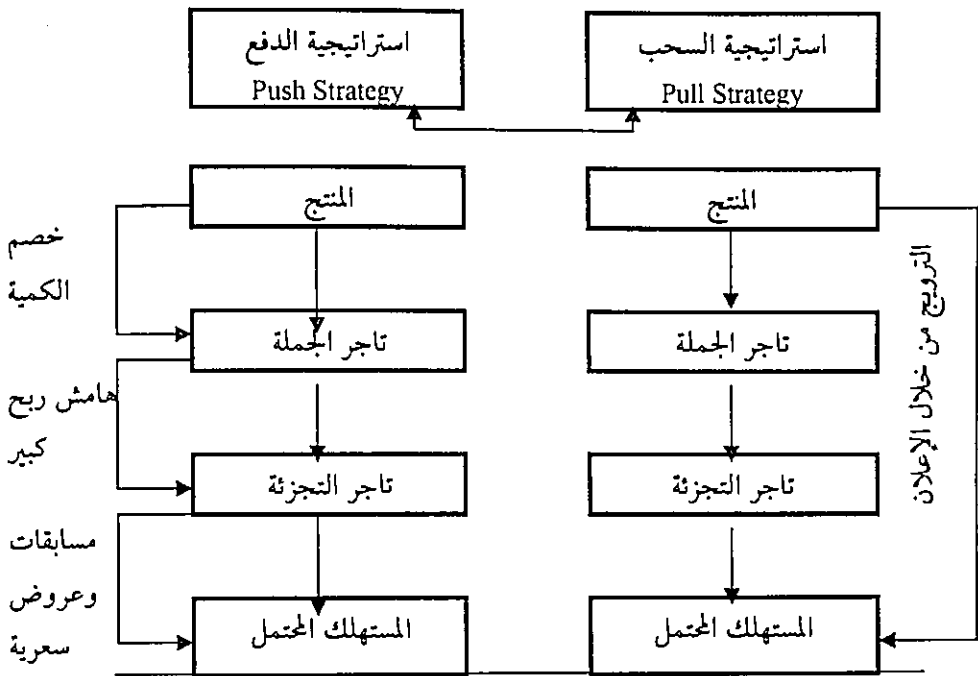 استراتيجية السحب
Pull Strategy
استراتيجية الدفع
Push Strategy
المنتج
تاجر الجملة
تاجر التجزئة
المستهلك المحتمل
الترويج من خلال الإعلان
المنتج
تاجر الجملة
تاجر التجزئة
المستهلك المحتمل
خصم
الكمية
هامش ربح
كبير
مسابقات
وعروض
سعرية